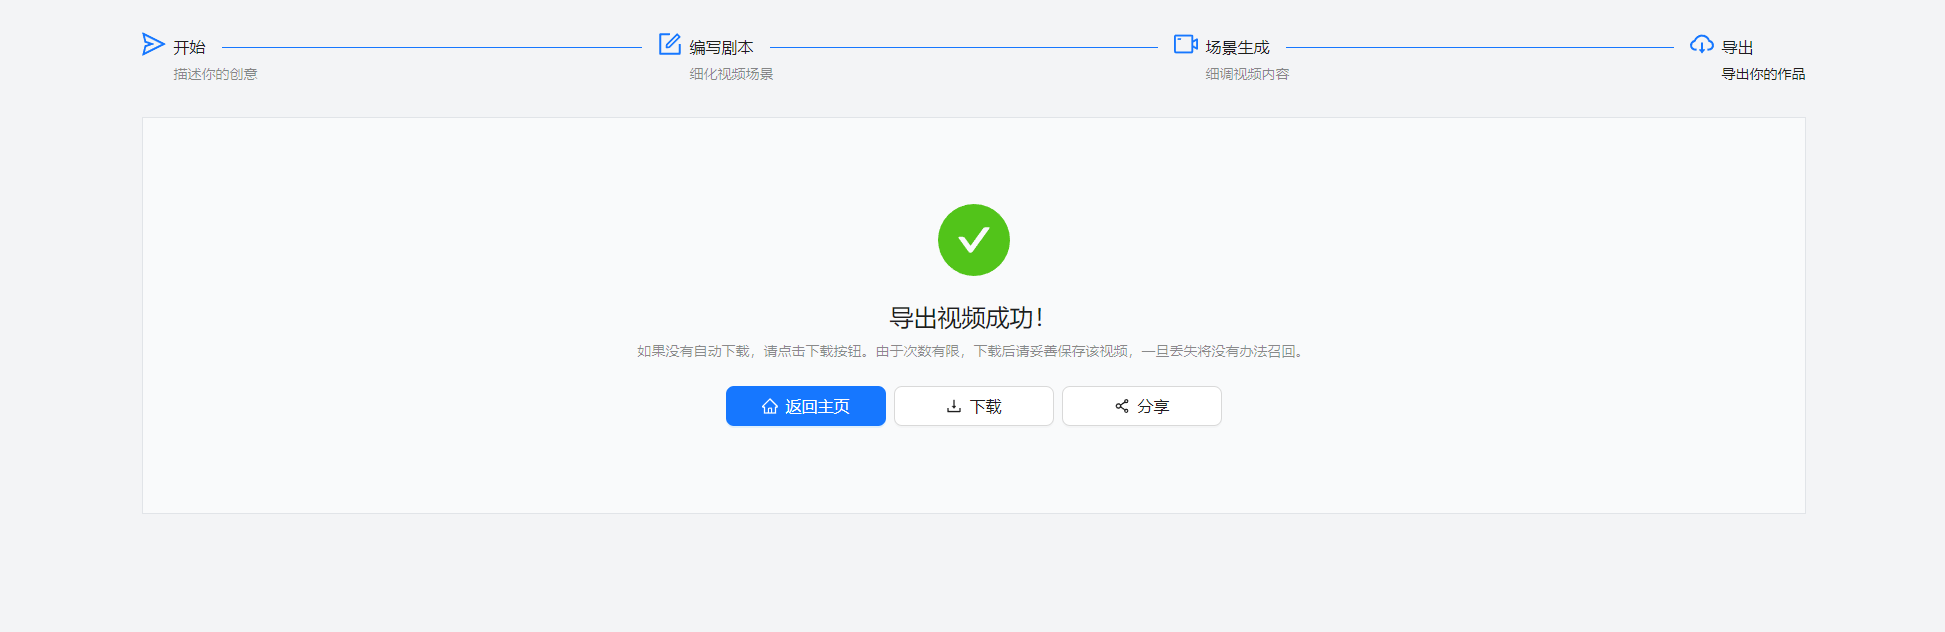 开始
描述你的创意
编写剧本
细化视频场景
场景生成
细调视频内容
导出
导出你的作品
导出视频成功!
如果没有自动下载，请点击下载按钮。由于次数有限，下载后请妥善保存该视频，一旦丢失将没有办法召回。
返回主页
下载
分享